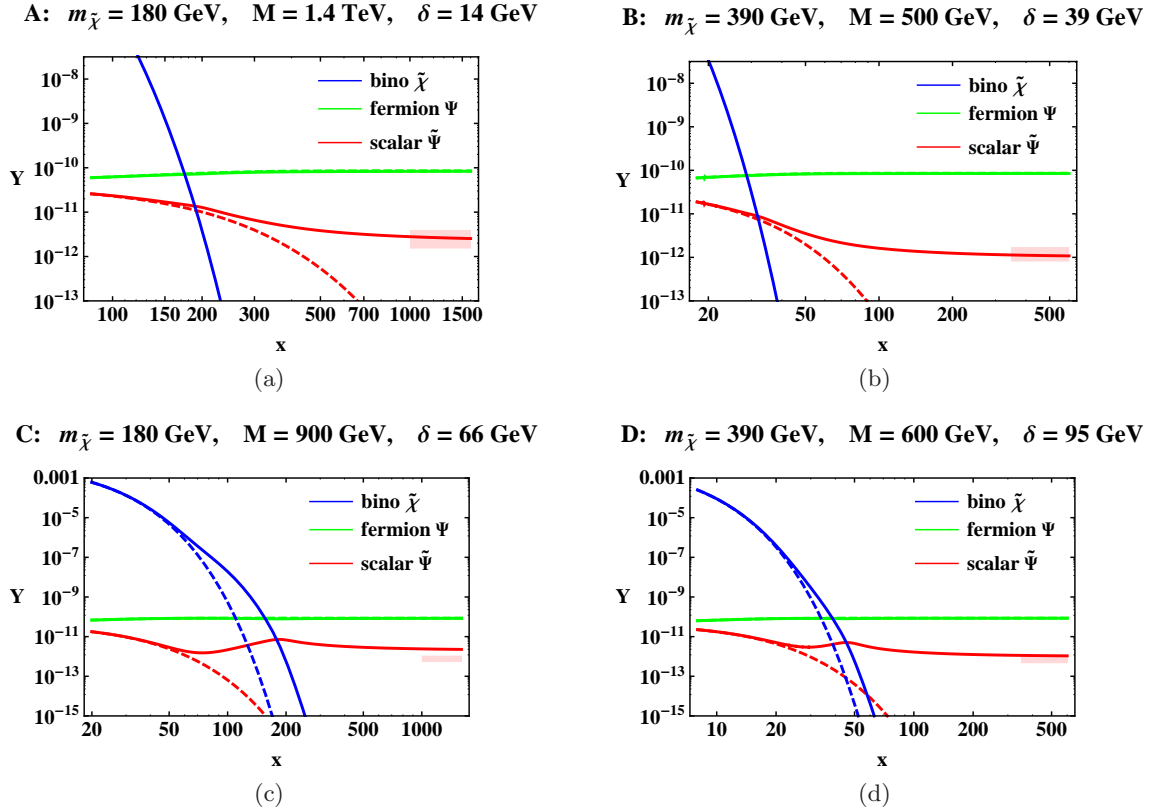 A: m_χ̃ = 180 GeV, M = 1.4 TeV, δ = 14 GeV
10⁻⁸
10⁻⁹
10⁻¹⁰
10⁻¹¹
10⁻¹²
10⁻¹³
Y
bino χ̃
fermion Ψ
scalar Ψ̃
100 150 200 300 500 700 1000 1500
x
(a)
B: m_χ̃ = 390 GeV, M = 500 GeV, δ = 39 GeV
10⁻⁸
10⁻⁹
10⁻¹⁰
10⁻¹¹
10⁻¹²
10⁻¹³
Y
bino χ̃
fermion Ψ
scalar Ψ̃
20 50 100 200 500
x
(b)
C: m_χ̃ = 180 GeV, M = 900 GeV, δ = 66 GeV
0.001
10⁻⁵
10⁻⁷
10⁻⁹
10⁻¹¹
10⁻¹³
10⁻¹⁵
Y
bino χ̃
fermion Ψ
scalar Ψ̃
20 50 100 200 500 1000
x
(c)
D: m_χ̃ = 390 GeV, M = 600 GeV, δ = 95 GeV
0.001
10⁻⁵
10⁻⁷
10⁻⁹
10⁻¹¹
10⁻¹³
10⁻¹⁵
Y
bino χ̃
fermion Ψ
scalar Ψ̃
10 20 50 100 200 500
x
(d)